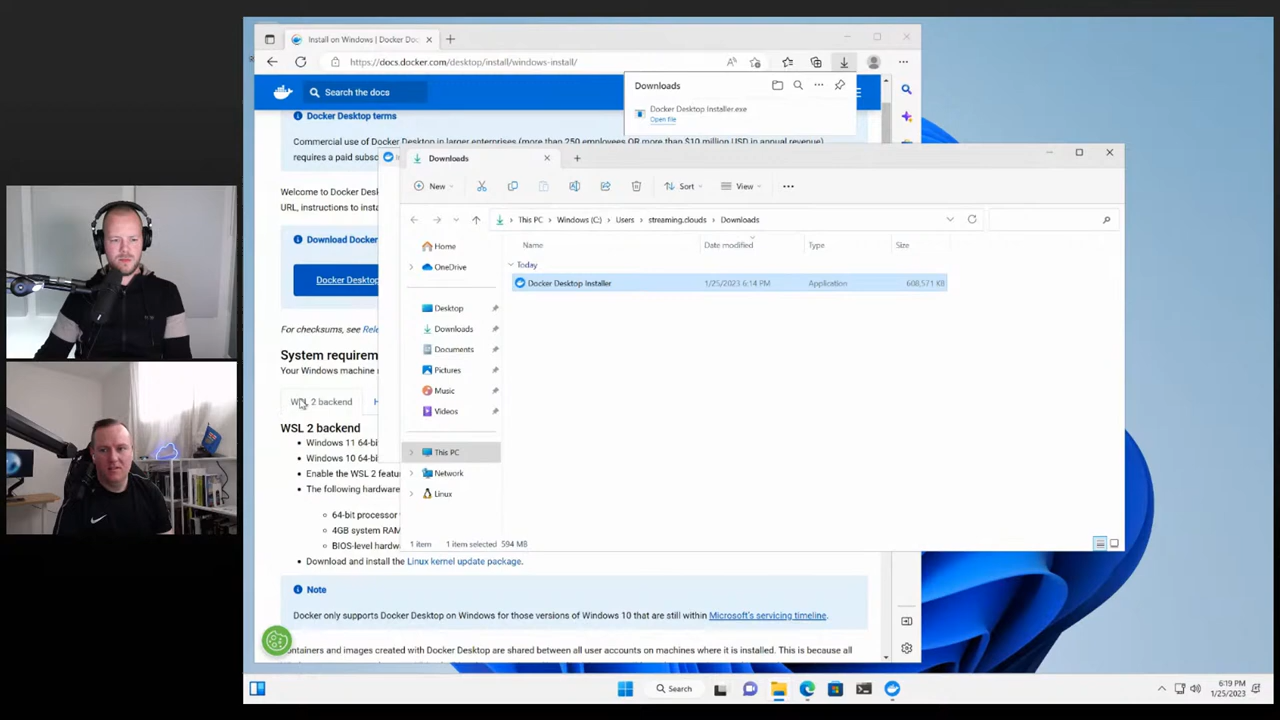 Install on Windows | Docker Doc
https://docs.docker.com/desktop/install/windows-install/
Search the docs
Downloads
Docker Desktop Installer.exe
Open file
Docker Desktop terms
Commercial use of Docker Desktop in larger enterprises (more than 250 employees OR more than $10 million USD in annual revenue)
requires a paid subsc
Welcome to Docker Desk
URL, instructions to insta
Download Docker
Docker Desktop
For checksums, see Rele
System requirem
Your Windows machine
WSL 2 backend
H
WSL 2 backend
Windows 11 64-bi
Windows 10 64-bi
Enable the WSL 2 featu
The following hardware
64-bit processor
4GB system RAM
BIOS-level hardw
Download and install the Linux kernel update package.
Note
Docker only supports Docker Desktop on Windows for those versions of Windows 10 that are still within Microsoft's servicing timeline.
ontainers and images created with Docker Desktop are shared between all user accounts on machines where it is installed. This is because all
Downloads
New
Sort
View
This PC
Windows (C:)
Users
streaming.clouds
Downloads
Name
Date modified
Type
Size
Today
Docker Desktop Installer
1/25/2023 6:14 PM
Application
608,571 KB
Home
OneDrive
Desktop
Downloads
Documents
Pictures
Music
Videos
This PC
Network
Linux
1 item
1 item selected 594 MB
Search
6:19 PM
1/25/2023